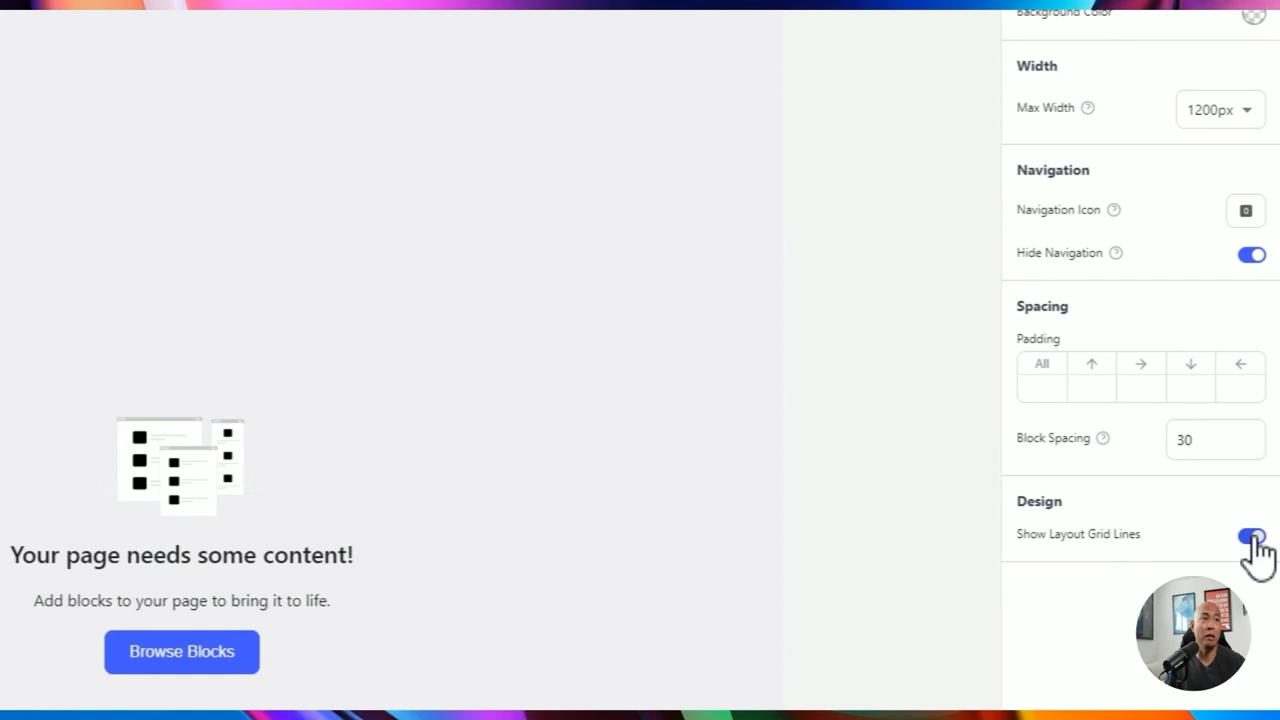 Background Color
Width
Max Width
1200px
Navigation
Navigation Icon
0
Hide Navigation
Spacing
Padding
All
Block Spacing
30
Design
Show Layout Grid Lines
Your page needs some content!
Add blocks to your page to bring it to life.
Browse Blocks